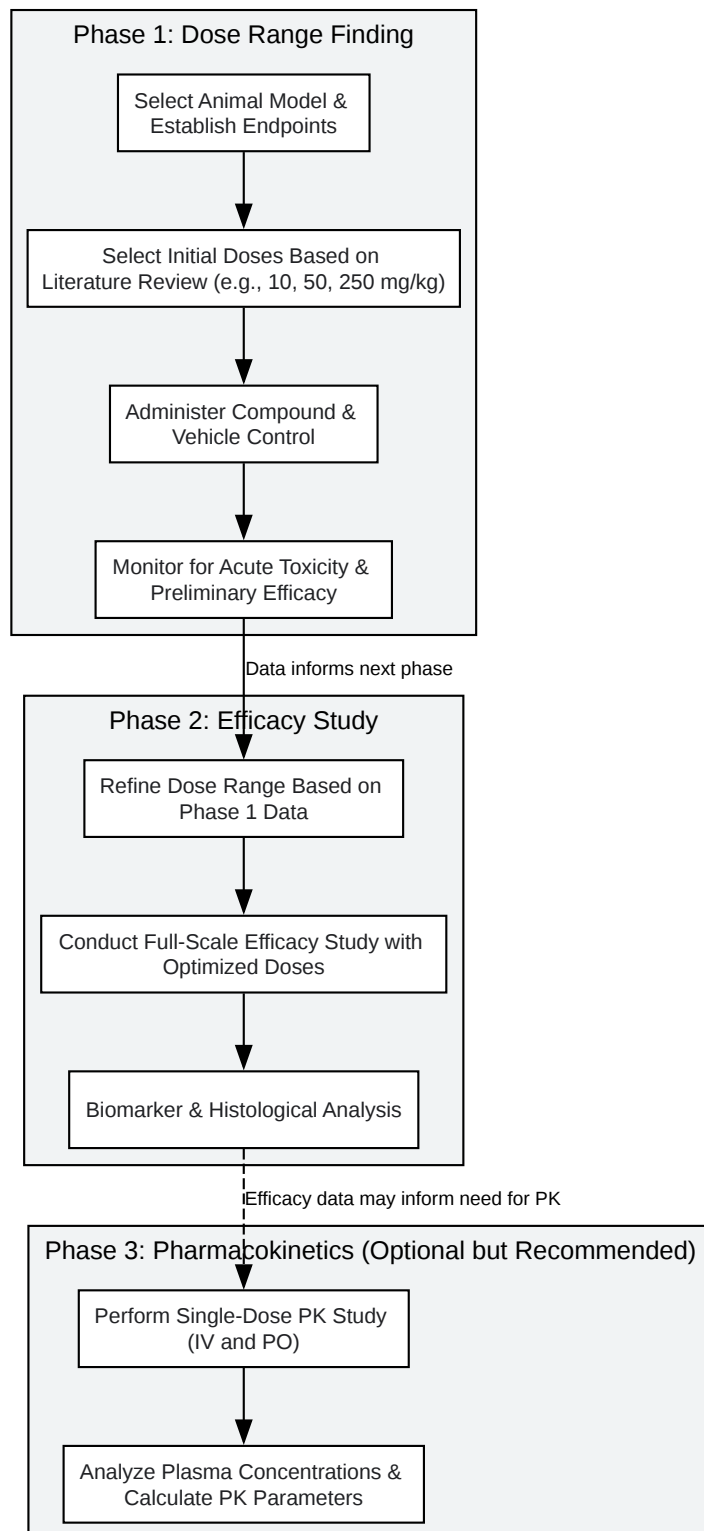 Phase 1: Dose Range Finding
Select Animal Model &
Establish Endpoints
Select Initial Doses Based on
Literature Review (e.g., 10, 50, 250 mg/kg)
Administer Compound &
Vehicle Control
Monitor for Acute Toxicity &
Preliminary Efficacy
Data informs next phase
Phase 2: Efficacy Study
Refine Dose Range Based on
Phase 1 Data
Conduct Full-Scale Efficacy Study with
Optimized Doses
Biomarker & Histological Analysis
Efficacy data may inform need for PK
Phase 3: Pharmacokinetics (Optional but Recommended)
Perform Single-Dose PK Study
(IV and PO)
Analyze Plasma Concentrations &
Calculate PK Parameters